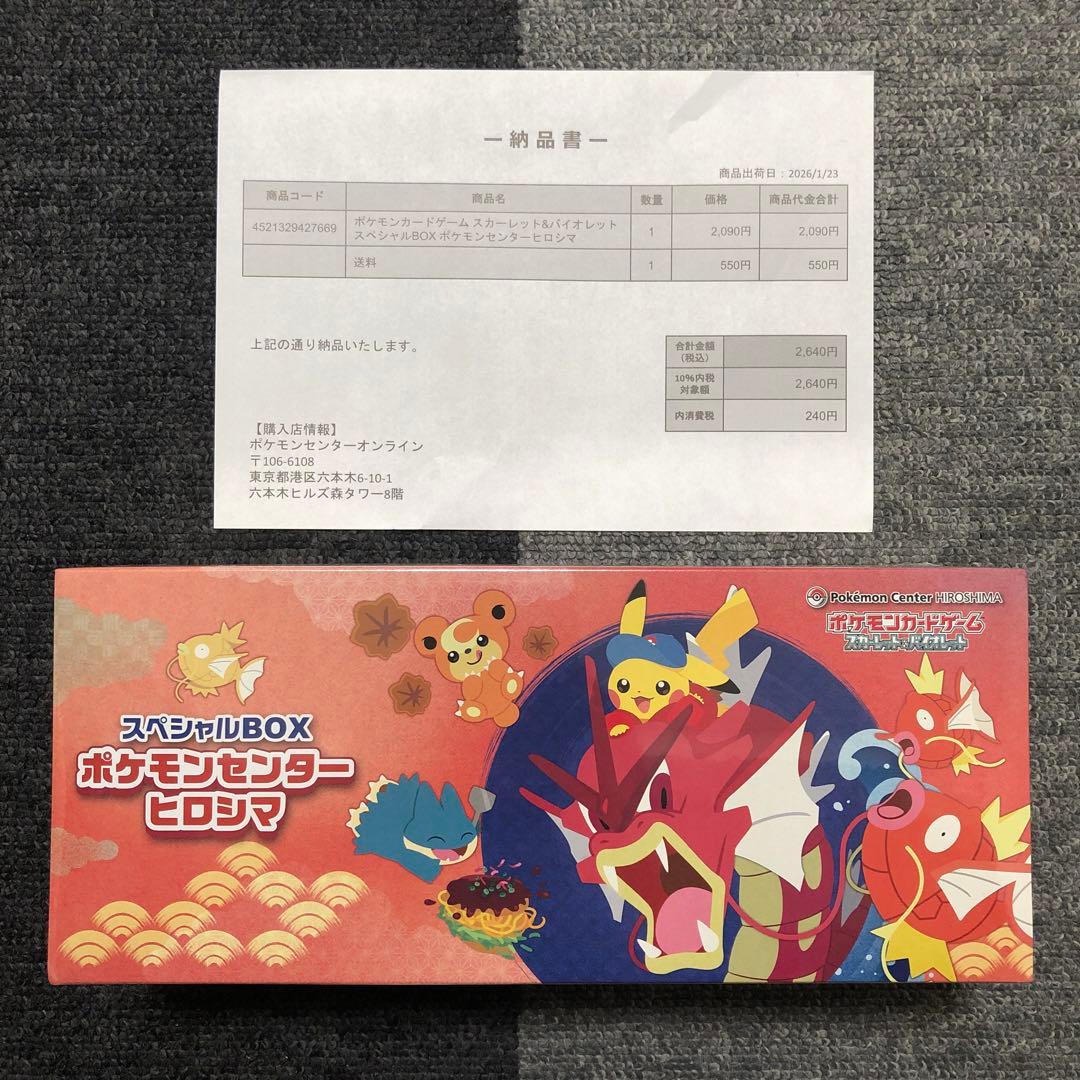 ー納品書ー
商品出荷日：2026/1/23
商品コード 商品名 数量 価格 商品代金合計
4521329427669 ポケモンカードゲーム スカーレット&バイオレット 1 2,090円 2,090円
スペシャルBOX ポケモンセンターヒロシマ
送料 1 550円 550円
上記の通り納品いたします。
合計金額
（税込） 2,640円
10%内税
対象額 2,640円
内消費税 240円
【購入店情報】
ポケモンセンターオンライン
〒106-6108
東京都港区六本木6-10-1
六本木ヒルズ森タワー8階
Pokémon Center HIROSHIMA
ポケモンカードゲーム
スカーレット&バイオレット
スペシャルBOX
ポケモンセンター
ヒロシマ